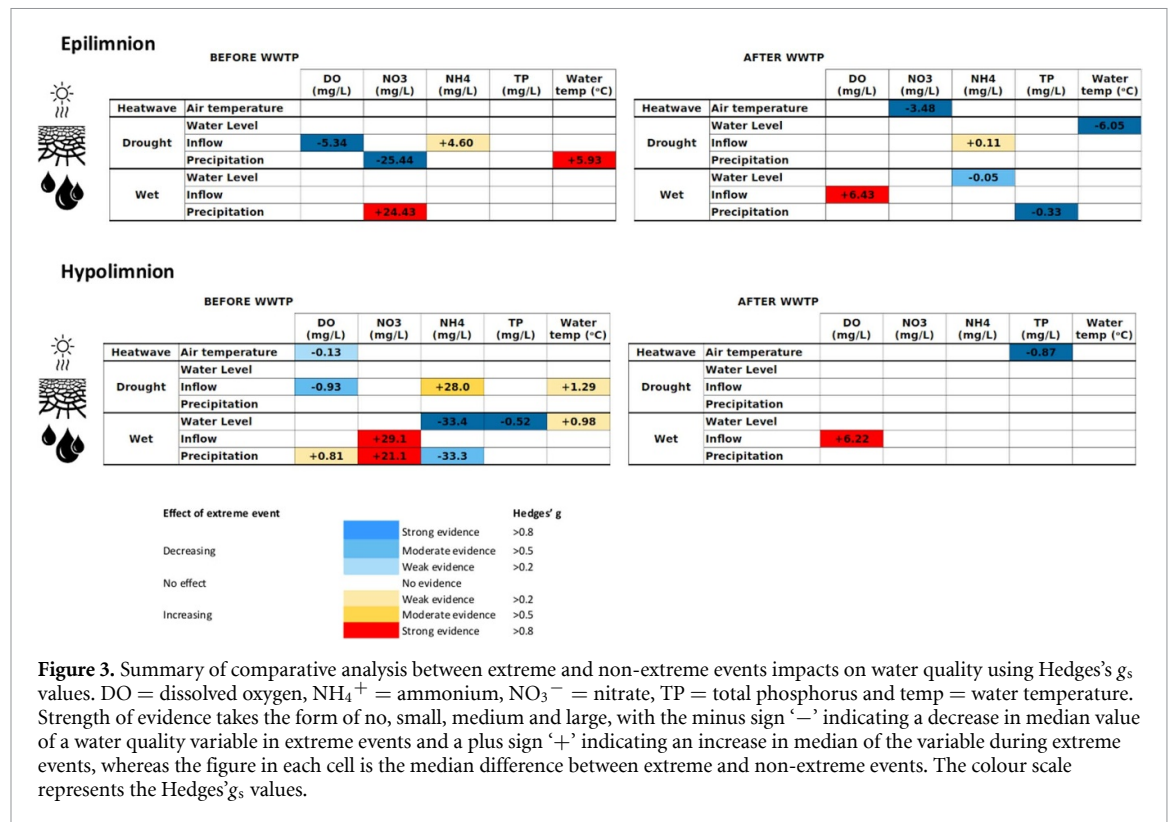 Epilimnion
BEFORE WWTP
DO (mg/L) NO3 (mg/L) NH4 (mg/L) TP (mg/L) Water temp (°C)
Heatwave Air temperature
Water Level
Drought Inflow -5.34 +4.60
Precipitation -25.44 +5.93
Water Level
Wet Inflow
Precipitation +24.43
AFTER WWTP
DO (mg/L) NO3 (mg/L) NH4 (mg/L) TP (mg/L) Water temp (°C)
Heatwave Air temperature -3.48
Water Level -6.05
Drought Inflow +0.11
Precipitation
Water Level -0.05
Wet Inflow +6.43
Precipitation -0.33
Hypolimnion
BEFORE WWTP
DO (mg/L) NO3 (mg/L) NH4 (mg/L) TP (mg/L) Water temp (°C)
Heatwave Air temperature -0.13
Water Level
Drought Inflow -0.93 +28.0 +1.29
Precipitation
Water Level -33.4 -0.52 +0.98
Wet Inflow +29.1
Precipitation +0.81 +21.1 -33.3
AFTER WWTP
DO (mg/L) NO3 (mg/L) NH4 (mg/L) TP (mg/L) Water temp (°C)
Heatwave Air temperature -0.87
Water Level
Drought Inflow
Precipitation
Water Level
Wet Inflow +6.22
Precipitation
Effect of extreme event Hedges' g
Strong evidence >0.8
Decreasing Moderate evidence >0.5
Weak evidence >0.2
No effect No evidence
Weak evidence >0.2
Increasing Moderate evidence >0.5
Strong evidence >0.8
Figure 3. Summary of comparative analysis between extreme and non-extreme events impacts on water quality using Hedges's gs
values. DO = dissolved oxygen, NH4+ = ammonium, NO3− = nitrate, TP = total phosphorus and temp = water temperature.
Strength of evidence takes the form of no, small, medium and large, with the minus sign ‘−’ indicating a decrease in median value
of a water quality variable in extreme events and a plus sign ‘+’ indicating an increase in median of the variable during extreme
events, whereas the figure in each cell is the median difference between extreme and non-extreme events. The colour scale
represents the Hedges'gs values.